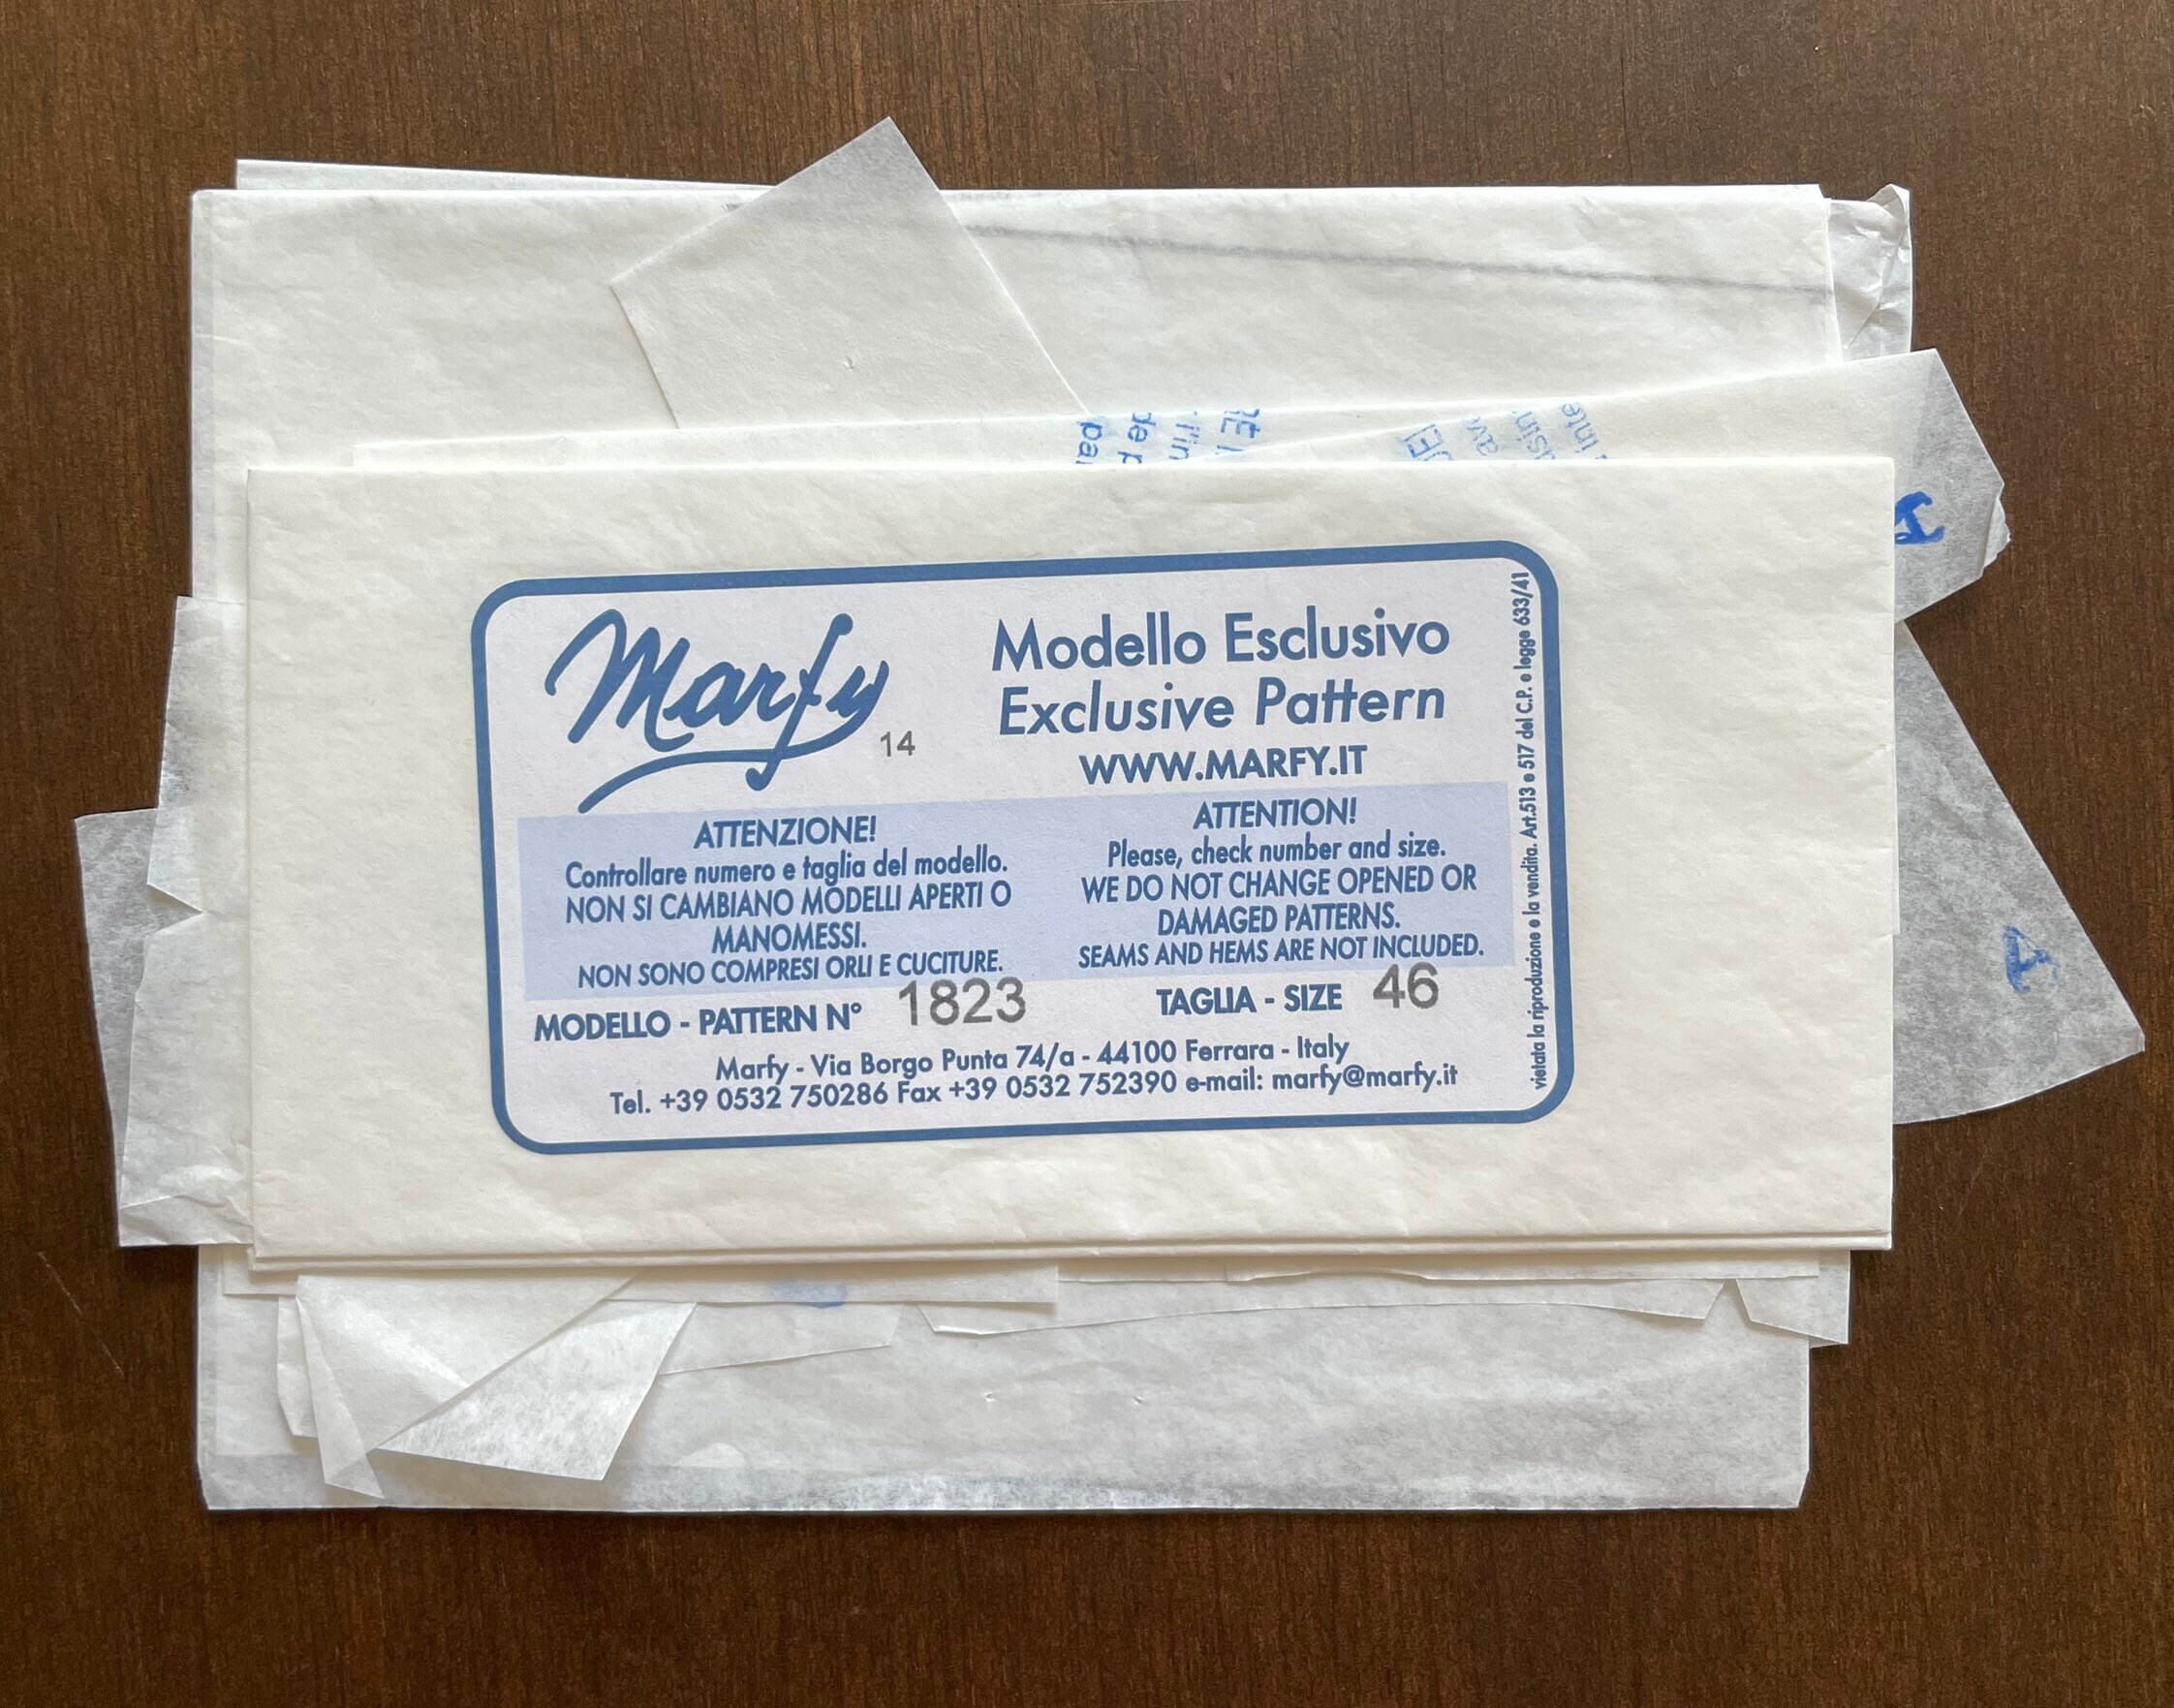 Marfy
14
Modello Esclusivo
Exclusive Pattern
WWW.MARFY.IT
ATTENZIONE!
Controllare numero e taglia del modello.
NON SI CAMBIANO MODELLI APERTI O
MANOMESSI.
NON SONO COMPRESI ORLI E CUCITURE.
ATTENTION!
Please, check number and size.
WE DO NOT CHANGE OPENED OR
DAMAGED PATTERNS.
SEAMS AND HEMS ARE NOT INCLUDED.
MODELLO - PATTERN N° 1823
TAGLIA - SIZE 46
Marfy - Via Borgo Punta 74/a - 44100 Ferrara - Italy
Tel. +39 0532 750286 Fax +39 0532 752390 e-mail: marfy@marfy.it
vietata la riproduzione e la vendita. Art.513 e 517 del C.P. e legge 633/41
A
A